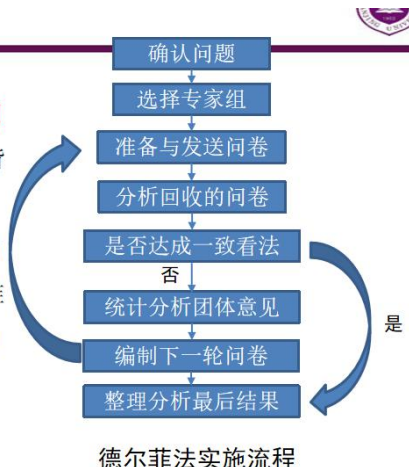 确认问题
选择专家组
准备与发送问卷
分析回收的问卷
是否达成一致看法
否
统计分析团体意见
是
编制下一轮问卷
整理分析最后结果
德尔菲法实施流程